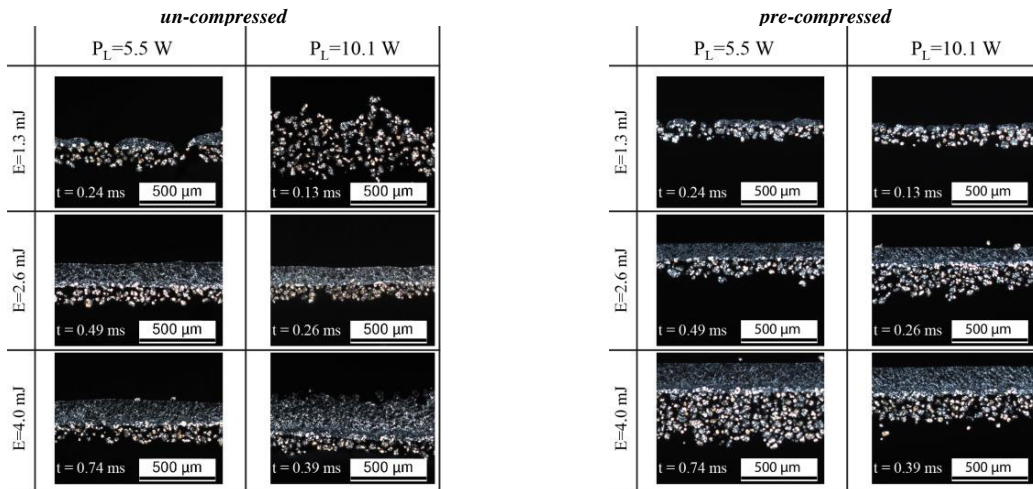 un-compressed
P_L=5.5 W
P_L=10.1 W
E=1.3 mJ
t = 0.24 ms
500 µm
t = 0.13 ms
500 µm
E=2.6 mJ
t = 0.49 ms
500 µm
t = 0.26 ms
500 µm
E=4.0 mJ
t = 0.74 ms
500 µm
t = 0.39 ms
500 µm
pre-compressed
P_L=5.5 W
P_L=10.1 W
E=1.3 mJ
t = 0.24 ms
500 µm
t = 0.13 ms
500 µm
E=2.6 mJ
t = 0.49 ms
500 µm
t = 0.26 ms
500 µm
E=4.0 mJ
t = 0.74 ms
500 µm
t = 0.39 ms
500 µm